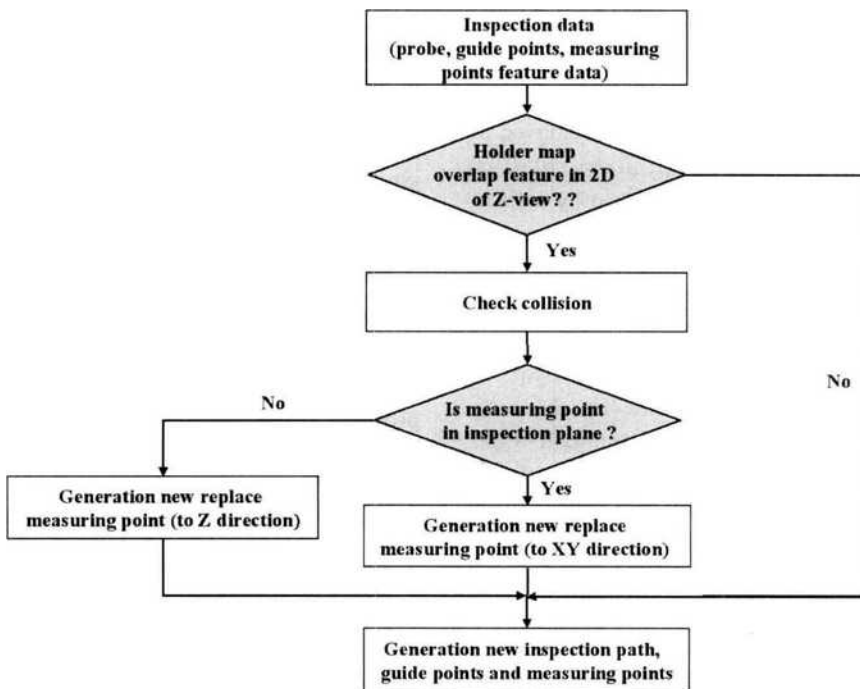 Inspection data
(probe, guide points, measuring
points feature data)
Holder map
overlap feature in 2D
of Z-view? ?
Yes
Check collision
No
No
Is measuring point
in inspection plane ?
Yes
Generation new replace
measuring point (to Z direction)
Generation new replace
measuring point (to XY direction)
Generation new inspection path,
guide points and measuring points